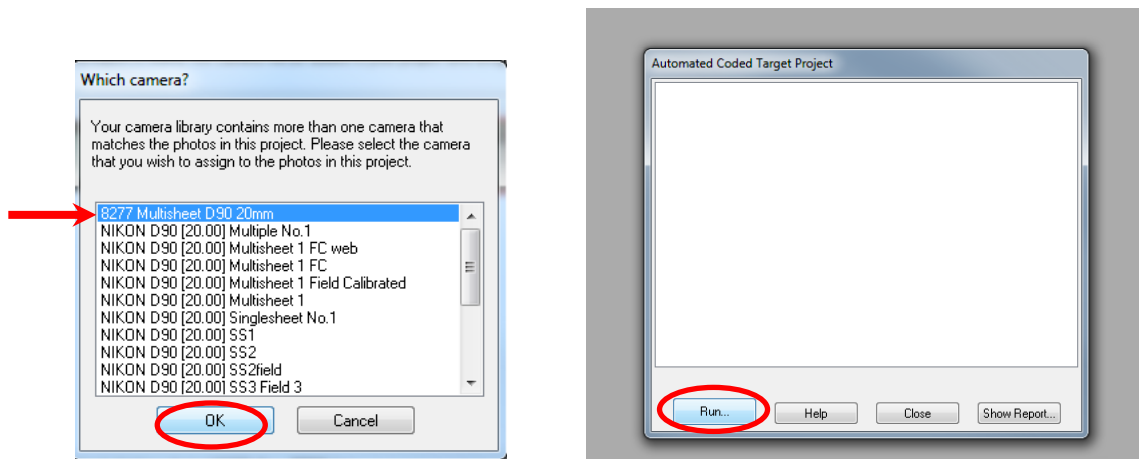 Which camera?
Your camera library contains more than one camera that
matches the photos in this project. Please select the camera
that you wish to assign to the photos in this project.
8277 Multisheet D90 20mm
NIKON D90 [20.00] Multiple No.1
NIKON D90 [20.00] Multisheet 1 FC web
NIKON D90 [20.00] Multisheet 1 FC
NIKON D90 [20.00] Multisheet 1 Field Calibrated
NIKON D90 [20.00] Multisheet 1
NIKON D90 [20.00] Singlesheet No.1
NIKON D90 [20.00] SS1
NIKON D90 [20.00] SS2
NIKON D90 [20.00] SS2field
NIKON D90 [20.00] SS3 Field 3
OK Cancel
Automated Coded Target Project
Run... Help Close Show Report...